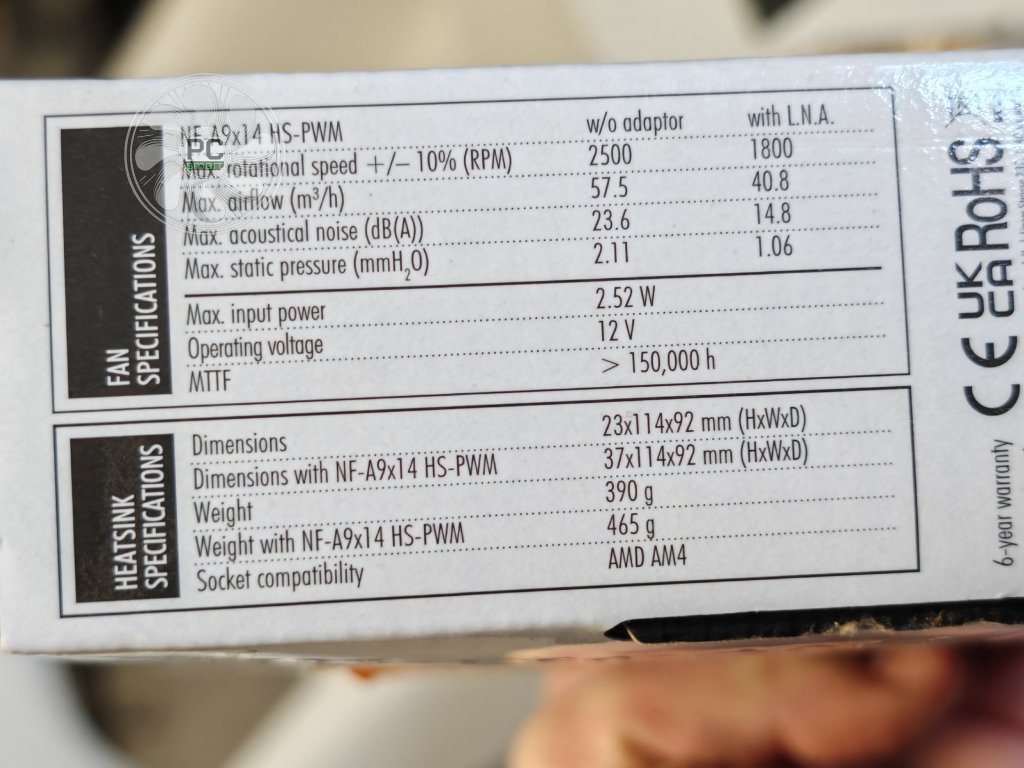 FAN
SPECIFICATIONS
NF-A9x14 HS-PWM w/o adaptor with L.N.A.
Max. rotational speed +/– 10% (RPM) 2500 1800
Max. airflow (m³/h) 57.5 40.8
Max. acoustical noise (dB(A)) 23.6 14.8
Max. static pressure (mmH₂O) 2.11 1.06
Max. input power 2.52 W
Operating voltage 12 V
MTTF > 150,000 h
HEATSINK
SPECIFICATIONS
Dimensions 23x114x92 mm (HxWxD)
Dimensions with NF-A9x14 HS-PWM 37x114x92 mm (HxWxD)
Weight 390 g
Weight with NF-A9x14 HS-PWM 465 g
Socket compatibility AMD AM4
CE UKCA RoHS
6-year warranty
PC